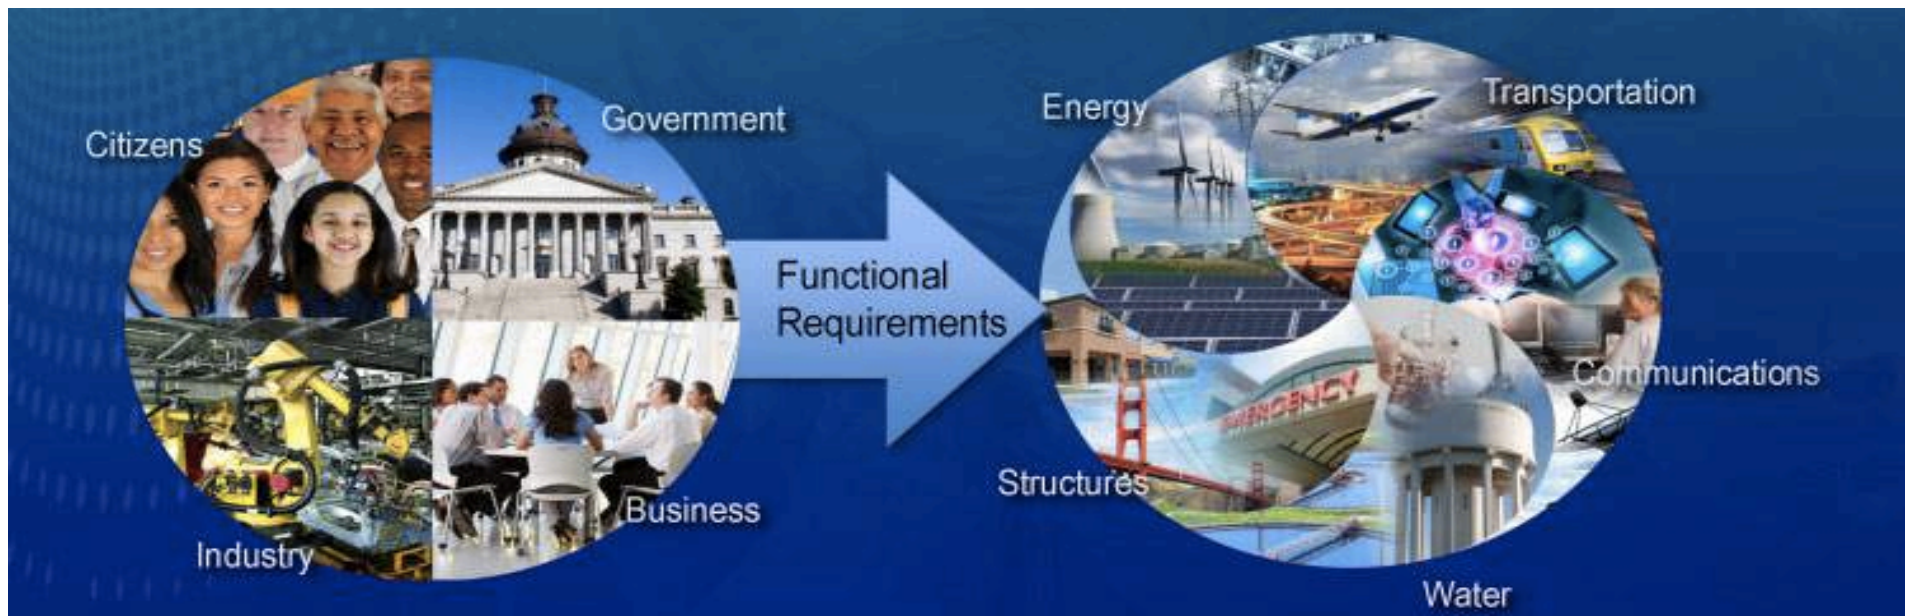 Citizens
Government
Industry
Business
Functional
Requirements
Energy
Transportation
Communications
Structures
EMERGENCY
Water